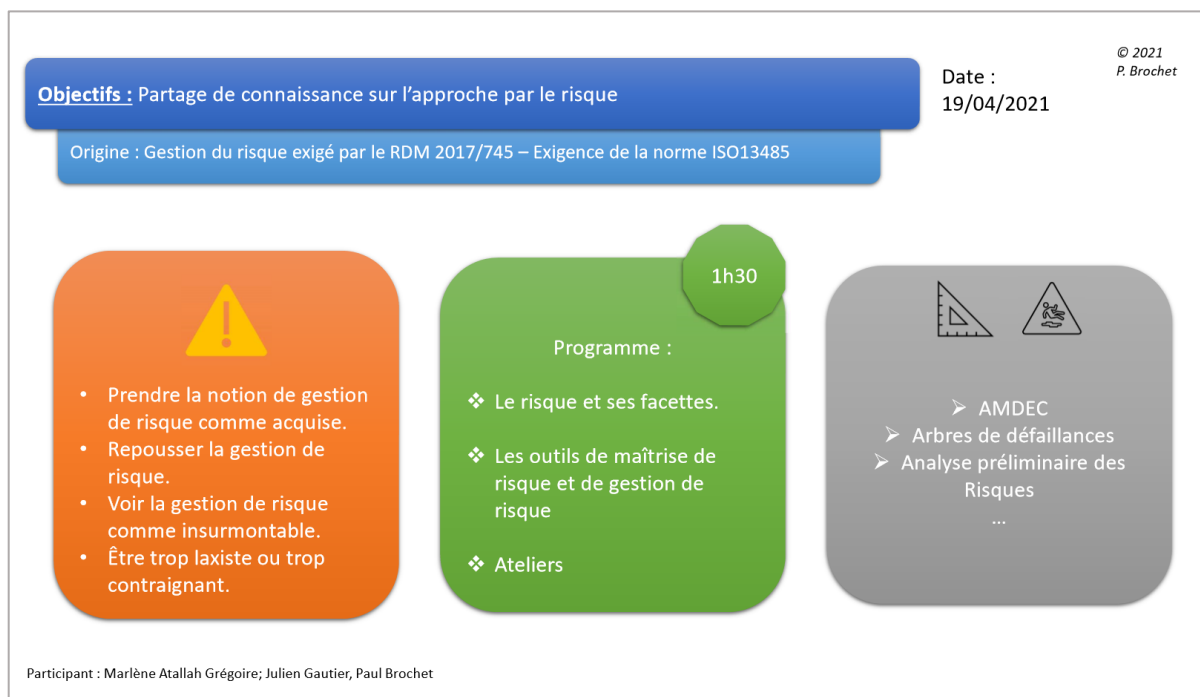 © 2021
P. Brochet
Date :
19/04/2021
Objectifs : Partage de connaissance sur l'approche par le risque
Origine : Gestion du risque exigé par le RDM 2017/745 – Exigence de la norme ISO13485
• Prendre la notion de gestion
de risque comme acquise.
• Repousser la gestion de
risque.
• Voir la gestion de risque
comme insurmontable.
• Être trop laxiste ou trop
contraignant.
1h30
Programme :
❖ Le risque et ses facettes.
❖ Les outils de maîtrise de
risque et de gestion de
risque
❖ Ateliers
➢ AMDEC
➢ Arbres de défaillances
➢ Analyse préliminaire des
Risques
...
Participant : Marlène Atallah Grégoire; Julien Gautier, Paul Brochet